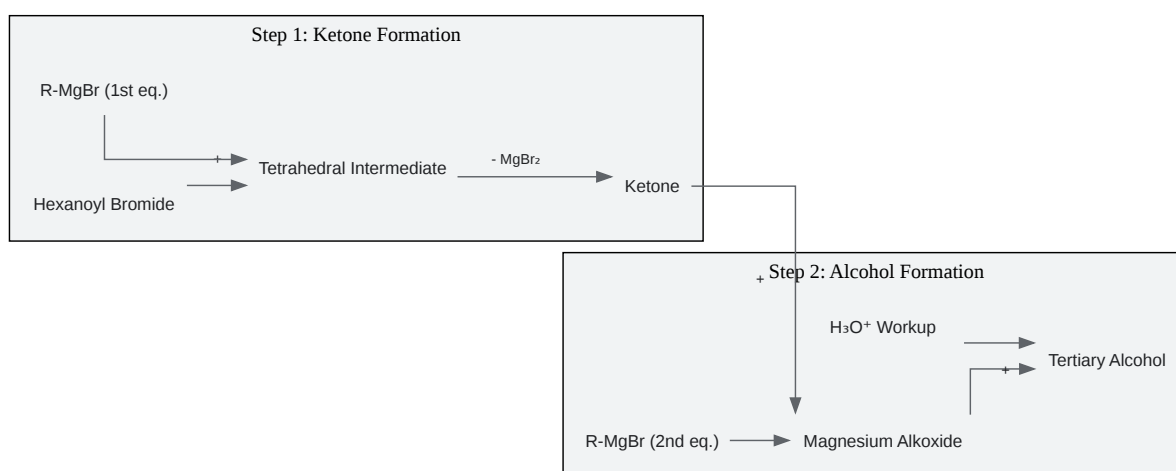 Step 1: Ketone Formation
R-MgBr (1st eq.)
+
Tetrahedral Intermediate
- MgBr₂
Ketone
Hexanoyl Bromide
+
Step 2: Alcohol Formation
H₃O⁺ Workup
Tertiary Alcohol
+
R-MgBr (2nd eq.)
Magnesium Alkoxide